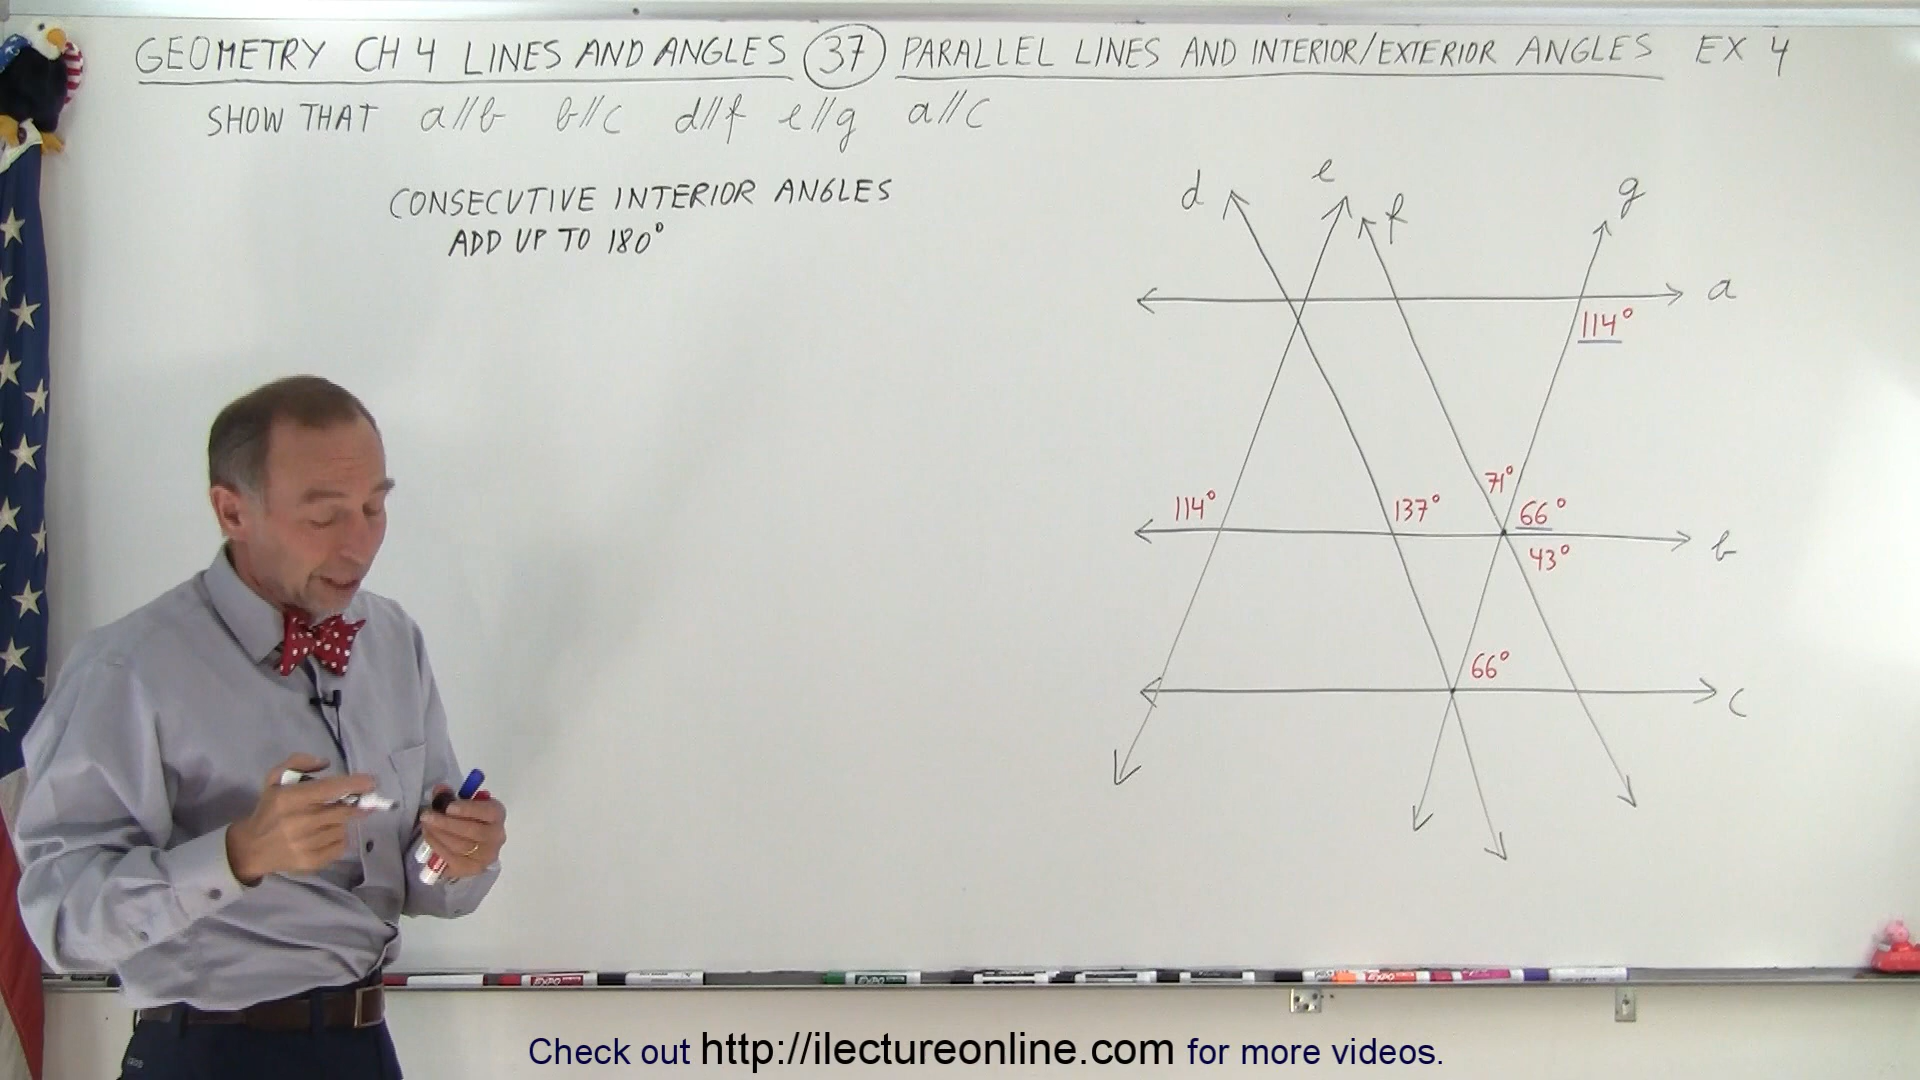 GEOMETRY CH 4 LINES AND ANGLES 37 PARALLEL LINES AND INTERIOR/EXTERIOR ANGLES EX 4
SHOW THAT a//b b//c d//f e//g a//c
CONSECUTIVE INTERIOR ANGLES
ADD UP TO 180°
d e f g
a
114°
71°
114° 137° 66°
b
43°
66°
c
EXPO EXPO
Check out http://ilectureonline.com for more videos.